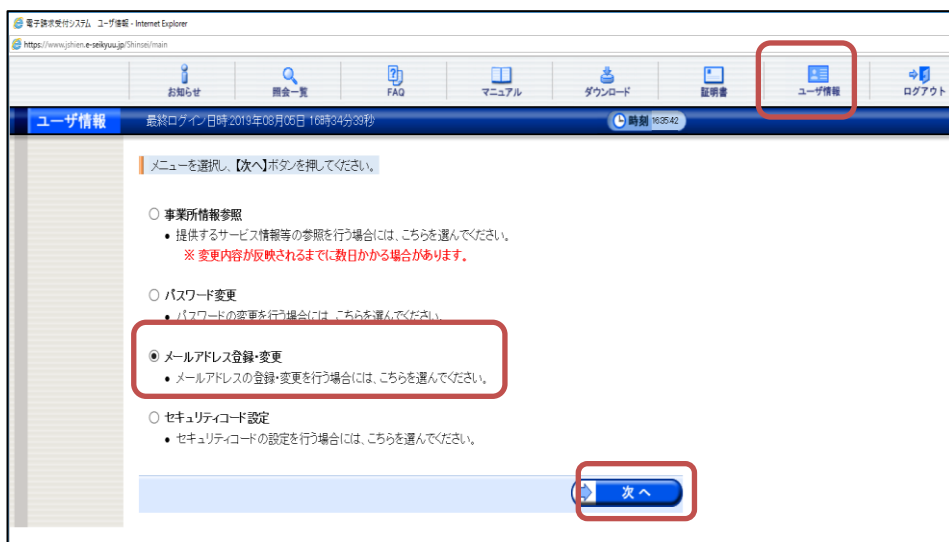 電子請求受付システム ユーザ情報 - Internet Explorer
https://www.jshien.e-seikyuu.jp/Shinsei/main
お知らせ 照会一覧 FAQ マニュアル ダウンロード 証明書 ユーザ情報 ログアウト
ユーザ情報 最終ログイン日時 2019年08月05日 16時34分39秒 時刻 16:35:42
メニューを選択し、【次へ】ボタンを押してください。
事業所情報参照
• 提供するサービス情報等の参照を行う場合には、こちらを選んでください。
※ 変更内容が反映されるまでに数日かかる場合があります。
パスワード変更
• パスワードの変更を行う場合には、こちらを選んでください。
メールアドレス登録・変更
• メールアドレスの登録・変更を行う場合には、こちらを選んでください。
セキュリティコード設定
• セキュリティコードの設定を行う場合には、こちらを選んでください。
次へ